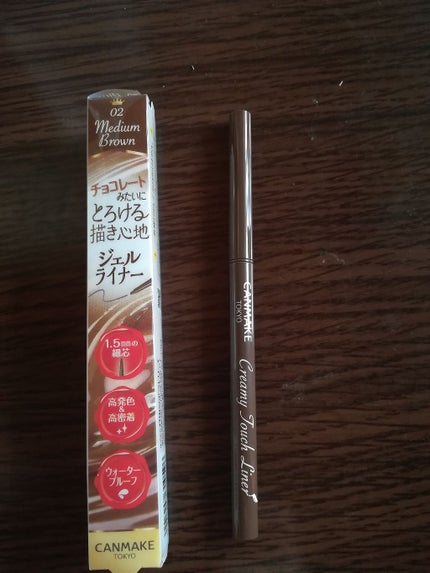 02
Medium
Brown
チョコレート
みたいに
とろける
描き心地
ジェル
ライナー
1.5mmの
細芯
高発色
&
高密着
ウォーター
プルーフ
CANMAKE
TOKYO
CANMAKE
TOKYO
Creamy Touch Liner